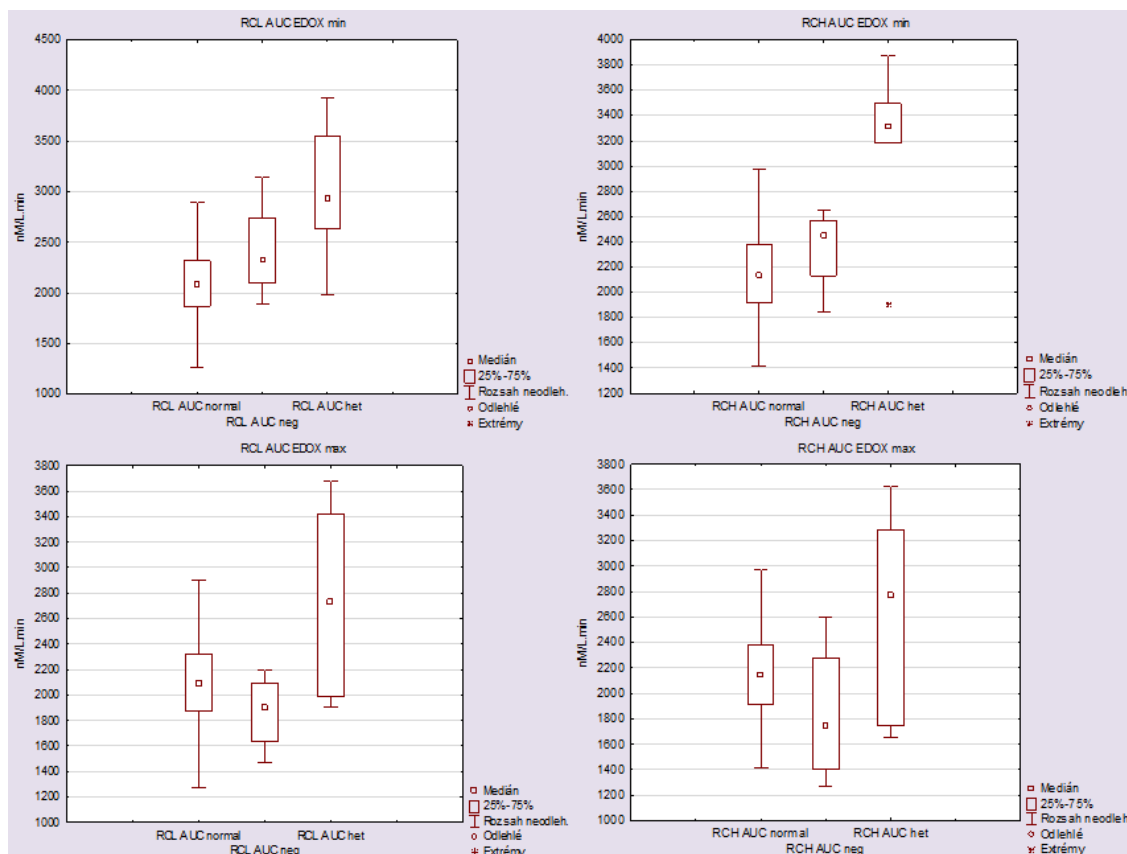 RCL AUC EDOX min
4500
4000
3500
3000
2500
2000
1500
1000
nM/L.min
RCL AUC normal
RCL AUC het
RCL AUC neg
Medián
25%-75%
Rozsah neodleh.
Odlehlé
Extrémy
RCH AUC EDOX min
4000
3800
3600
3400
3200
3000
2800
2600
2400
2200
2000
1800
1600
1400
1200
nM/L.min
RCH AUC normal
RCH AUC het
RCH AUC neg
Medián
25%-75%
Rozsah neodleh.
Odlehlé
Extrémy
RCL AUC EDOX max
3800
3600
3400
3200
3000
2800
2600
2400
2200
2000
1800
1600
1400
1200
1000
nM/L.min
RCL AUC normal
RCL AUC het
RCL AUC neg
Medián
25%-75%
Rozsah neodleh.
Odlehlé
Extrémy
RCH AUC EDOX max
3800
3600
3400
3200
3000
2800
2600
2400
2200
2000
1800
1600
1400
1200
1000
nM/L.min
RCH AUC normal
RCH AUC het
RCH AUC neg
Medián
25%-75%
Rozsah neodleh.
Odlehlé
Extrémy